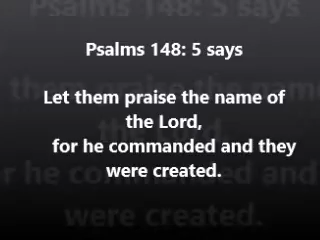 Psalms 148: 5 says
Let them praise the name of
the Lord,
for he commanded and they
were created.